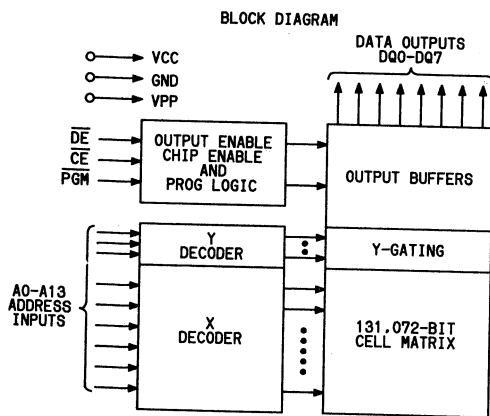 BLOCK DIAGRAM
DATA OUTPUTS
DQ0-DQ7
VCC
GND
VPP
DE
CE
PGM
OUTPUT ENABLE
CHIP ENABLE
AND
PROG LOGIC
OUTPUT BUFFERS
Y
DECODER
Y-GATING
A0-A13
ADDRESS
INPUTS
X
DECODER
131,072-BIT
CELL MATRIX